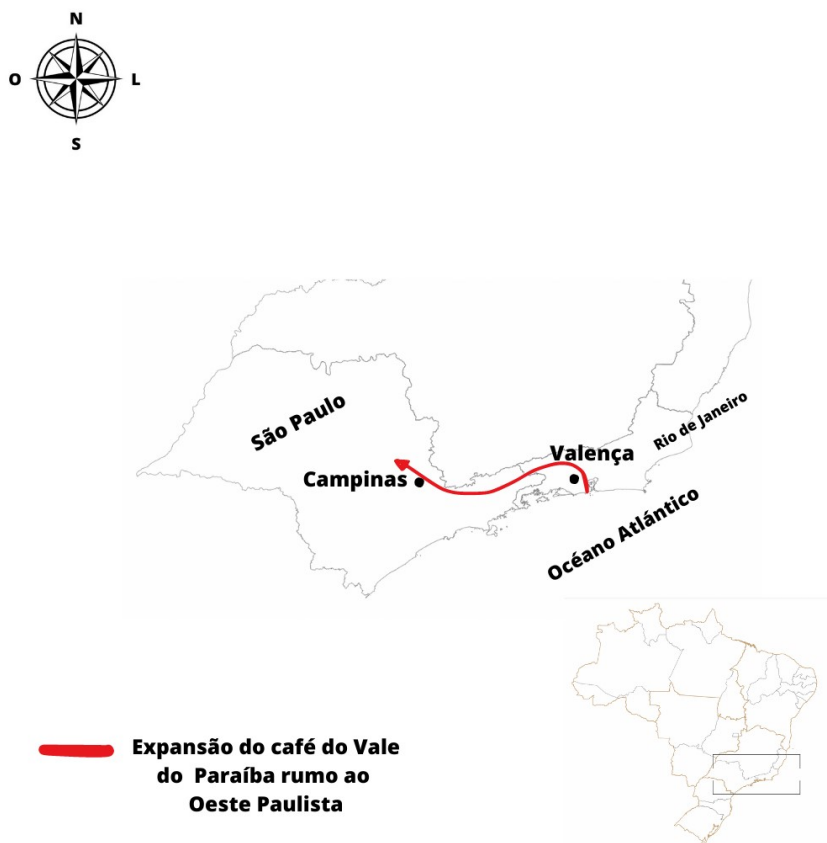 N
O
L
S
São Paulo
Rio de Janeiro
Valença
Campinas
Océano Atlántico
Expansão do café do Vale
do Paraíba rumo ao
Oeste Paulista